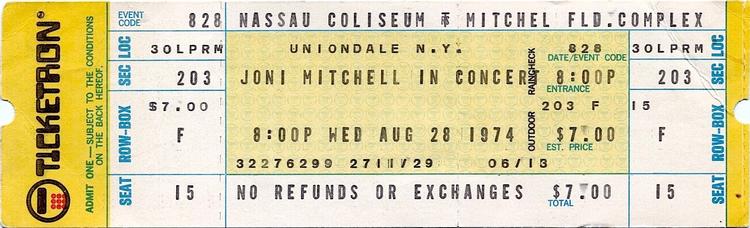 TICKETRON
ADMIT ONE—SUBJECT TO THE CONDITIONS
ON THE BACK HEREOF.
EVENT CODE 828 NASSAU COLISEUM & MITCHEL FLD.COMPLEX
SEC LOC 30LPRM UNIONDALE N.Y. 828 30LPRM SEC LOC
DATE/EVENT CODE
203 JONI MITCHELL IN CONCER 8:00P 203
RAINCHECK
ENTRANCE
ROW-BOX $7.00 203 F 15 ROW-BOX
F 8:00P WED AUG 28 1974 $7.00 F
OUTDOOR
EST. PRICE
32276299 06/13
SEAT 15 NO REFUNDS OR EXCHANGES $7.00 15 SEAT
TOTAL